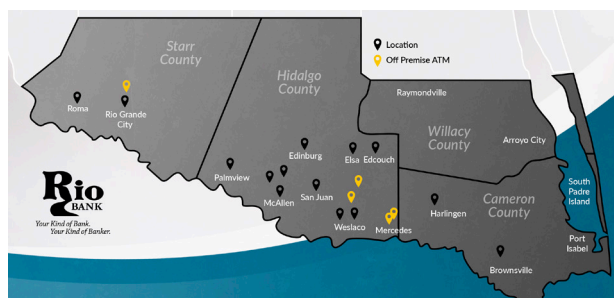 Starr
County
Hidalgo
County
Location
Off Premise ATM
Raymondville
Willacy
County
Arroyo City
Roma
Rio Grande
City
Edinburg
Elsa
Edcouch
Palmview
McAllen
San Juan
Weslaco
Mercedes
Harlingen
Cameron
County
South
Padre
Island
Port
Isabel
Brownsville
Rio
BANK
Your Kind of Bank.
Your Kind of Banker.